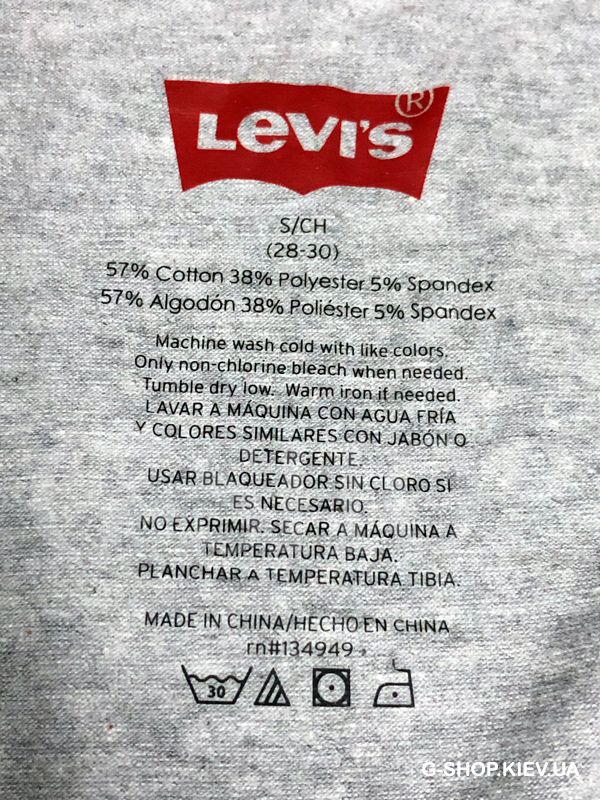 LEVI'S®
S/CH
(28-30)
57% Cotton 38% Polyester 5% Spandex
57% Algodón 38% Poliéster 5% Spandex
Machine wash cold with like colors.
Only non-chlorine bleach when needed.
Tumble dry low. Warm iron if needed.
LAVAR A MÁQUINA CON AGUA FRÍA
Y COLORES SIMILARES CON JABÓN O
DETERGENTE.
USAR BLAQUEADOR SIN CLORO SÍ
ES NECESARIO.
NO EXPRIMIR. SECAR A MÁQUINA A
TEMPERATURA BAJA.
PLANCHAR A TEMPERATURA TIBIA.
MADE IN CHINA/HECHO EN CHINA
rn#134949
30
G-SHOP.KIEV.UA